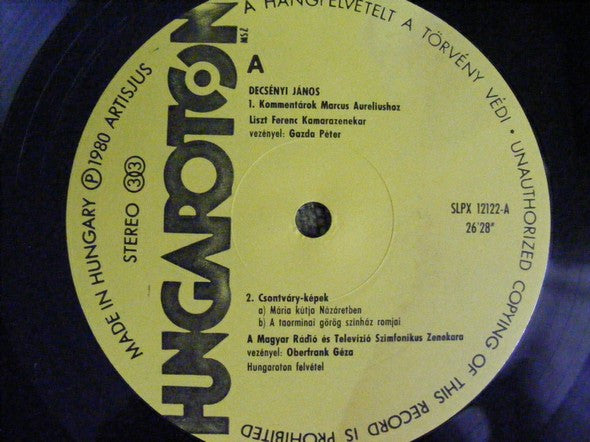 HUNGAROTON
MSZ
A HANGFELVÉTELT A TÖRVÉNY VÉDI • UNAUTHORIZED COPYING OF THIS RECORD IS PROHIBITED
MADE IN HUNGARY Ⓟ 1980 ARTISJUS
STEREO 33
A
DECSÉNYI JÁNOS
1. Kommentárok Marcus Aureliushoz
Liszt Ferenc Kamarazenekar
vezényel: Gazda Péter
SLPX 12122-A
26'28"
2. Csontváry-képek
a) Mária kútja Názáretben
b) A taorminai görög színház romjai
A Magyar Rádió és Televízió Szimfonikus Zenekara
vezényel: Oberfrank Géza
Hungaroton felvétel